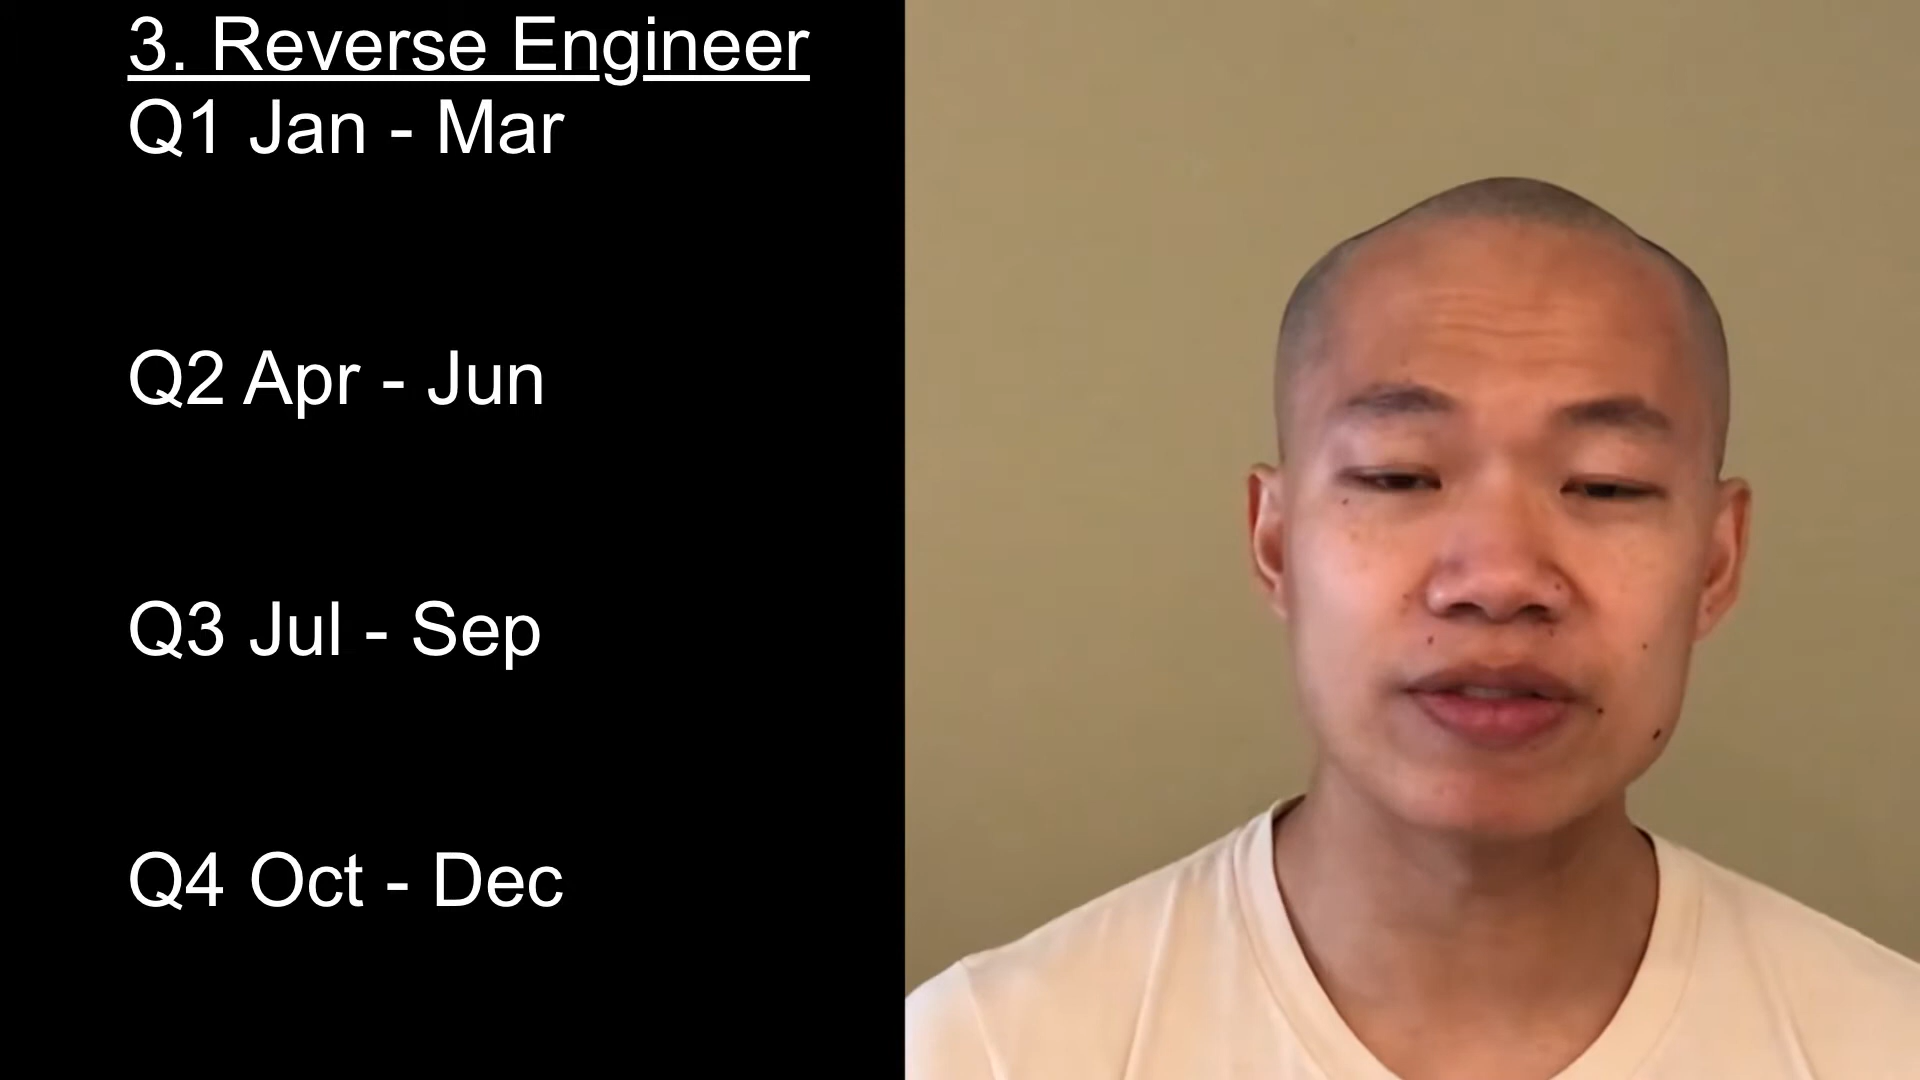 3. Reverse Engineer
Q1 Jan - Mar
Q2 Apr - Jun
Q3 Jul - Sep
Q4 Oct - Dec